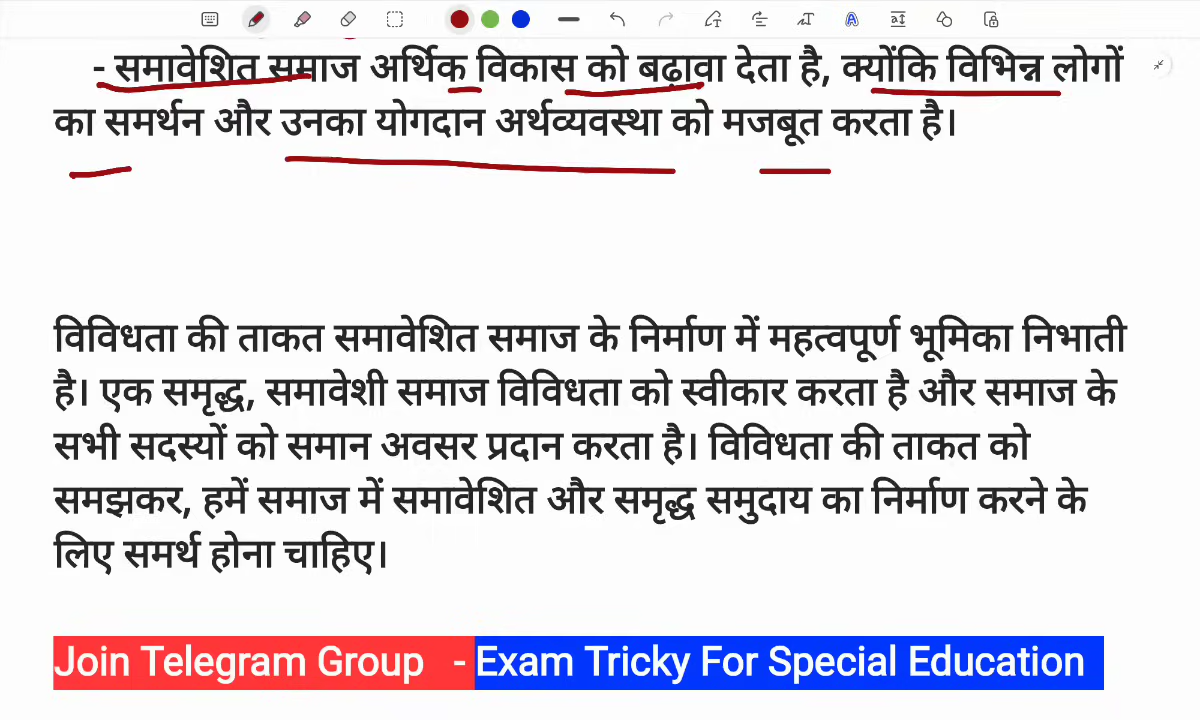 - समावेशित समाज आर्थिक विकास को बढ़ावा देता है, क्योंकि विभिन्न लोगों
का समर्थन और उनका योगदान अर्थव्यवस्था को मजबूत करता है।
विविधता की ताकत समावेशित समाज के निर्माण में महत्वपूर्ण भूमिका निभाती
है। एक समृद्ध, समावेशी समाज विविधता को स्वीकार करता है और समाज के
सभी सदस्यों को समान अवसर प्रदान करता है। विविधता की ताकत को
समझकर, हमें समाज में समावेशित और समृद्ध समुदाय का निर्माण करने के
लिए समर्थ होना चाहिए।
Join Telegram Group - Exam Tricky For Special Education